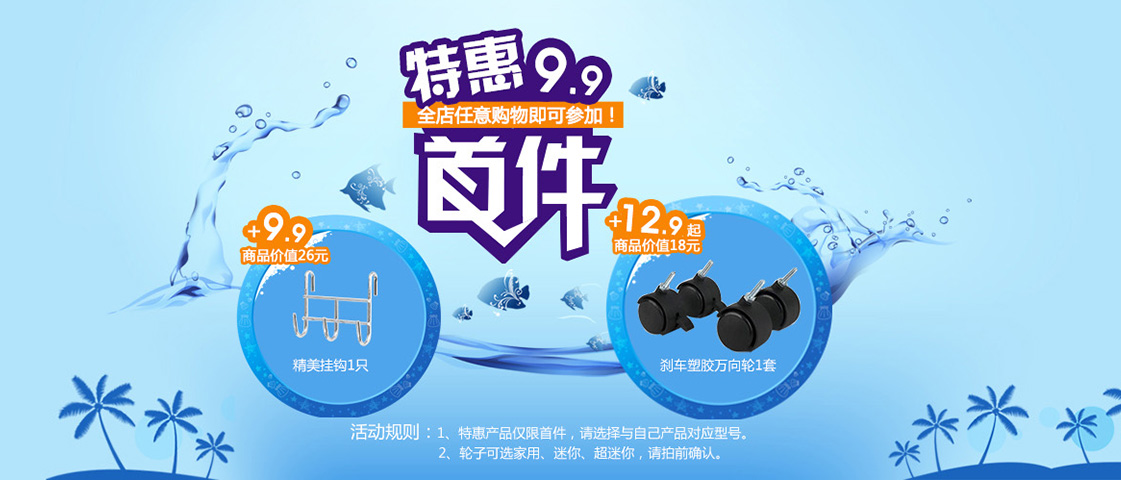 特惠9.9
全店任意购物即可参加！
首件
+9.9
商品价值26元
精美挂钩1只
+12.9起
商品价值18元
刹车塑胶万向轮1套
活动规则：1、特惠产品仅限首件，请选择与自己产品对应型号。
2、轮子可选家用、迷你、超迷你，请拍前确认。